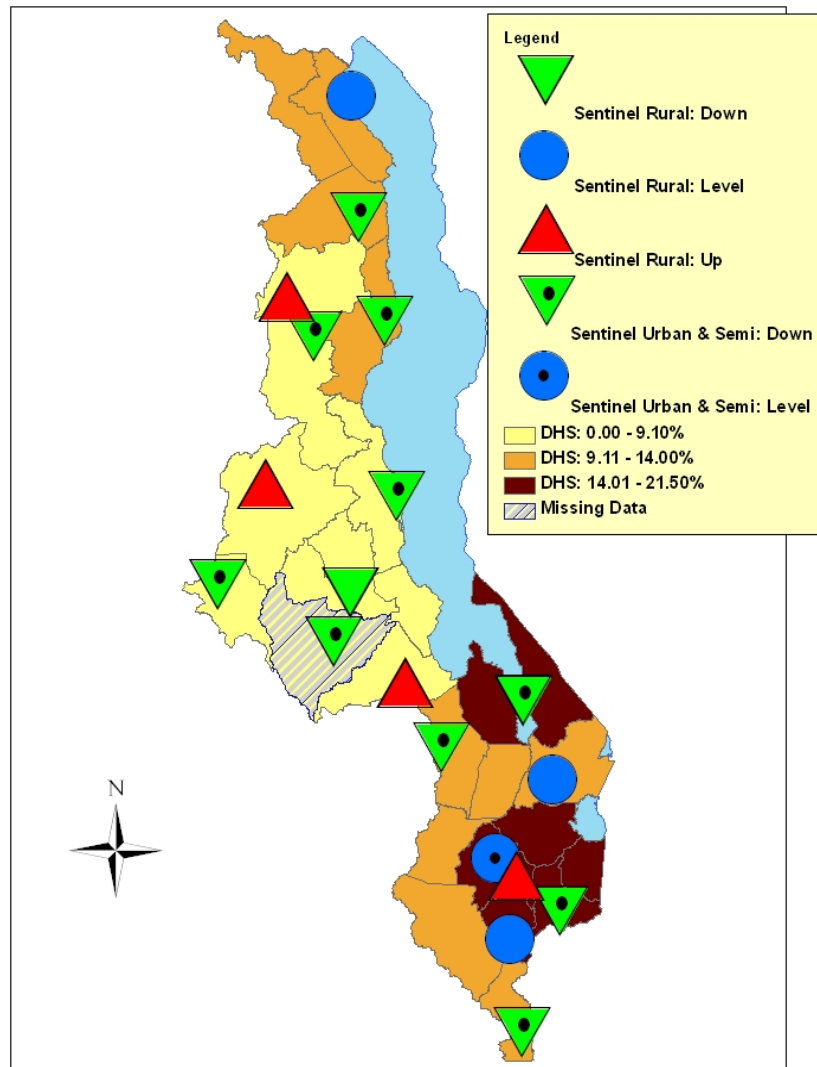 Legend
Sentinel Rural: Down
Sentinel Rural: Level
Sentinel Rural: Up
Sentinel Urban & Semi: Down
Sentinel Urban & Semi: Level
DHS: 0.00 - 9.10%
DHS: 9.11 - 14.00%
DHS: 14.01 - 21.50%
Missing Data
N